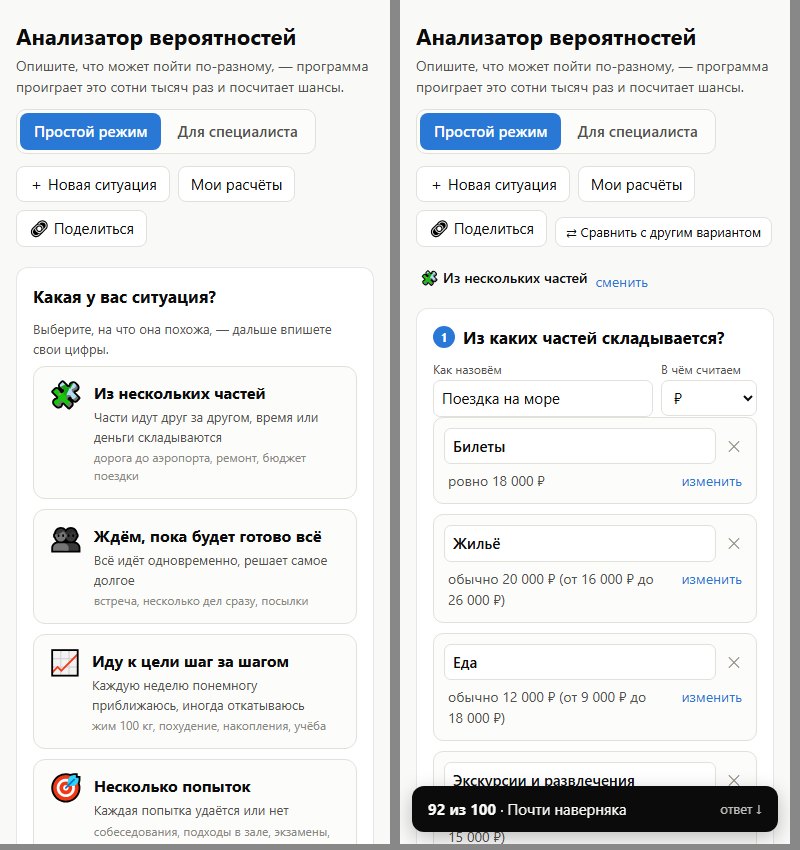 Анализатор вероятностей
Опишите, что может пойти по-разному, — программа
проиграет это сотни тысяч раз и посчитает шансы.
Простой режим
Для специалиста
+ Новая ситуация
Мои расчёты
Поделиться
Какая у вас ситуация?
Выберите, на что она похожа, — дальше впишете
свои цифры.
Из нескольких частей
Части идут друг за другом, время или
деньги складываются
дорога до аэропорта, ремонт, бюджет
поездки
Ждём, пока будет готово всё
Всё идёт одновременно, решает самое
долгое
встреча, несколько дел сразу, посылки
Иду к цели шаг за шагом
Каждую неделю понемногу
приближаюсь, иногда откатываюсь
жим 100 кг, похудение, накопления, учёба
Несколько попыток
Каждая попытка удаётся или нет
собеседования, подходы в зале, экзамены,
Анализатор вероятностей
Опишите, что может пойти по-разному, — программа
проиграет это сотни тысяч раз и посчитает шансы.
Простой режим
Для специалиста
+ Новая ситуация
Мои расчёты
Поделиться
⇄ Сравнить с другим вариантом
Из нескольких частей
сменить
1 Из каких частей складывается?
Как назовём
В чём считаем
Поездка на море
₽
Билеты
ровно 18 000 ₽
изменить
Жильё
обычно 20 000 ₽ (от 16 000 ₽ до
26 000 ₽)
изменить
Еда
обычно 12 000 ₽ (от 9 000 ₽ до
18 000 ₽)
изменить
Экскурсии и развлечения
92 из 100 · Почти наверняка
ответ ↓
15 000 ₽)